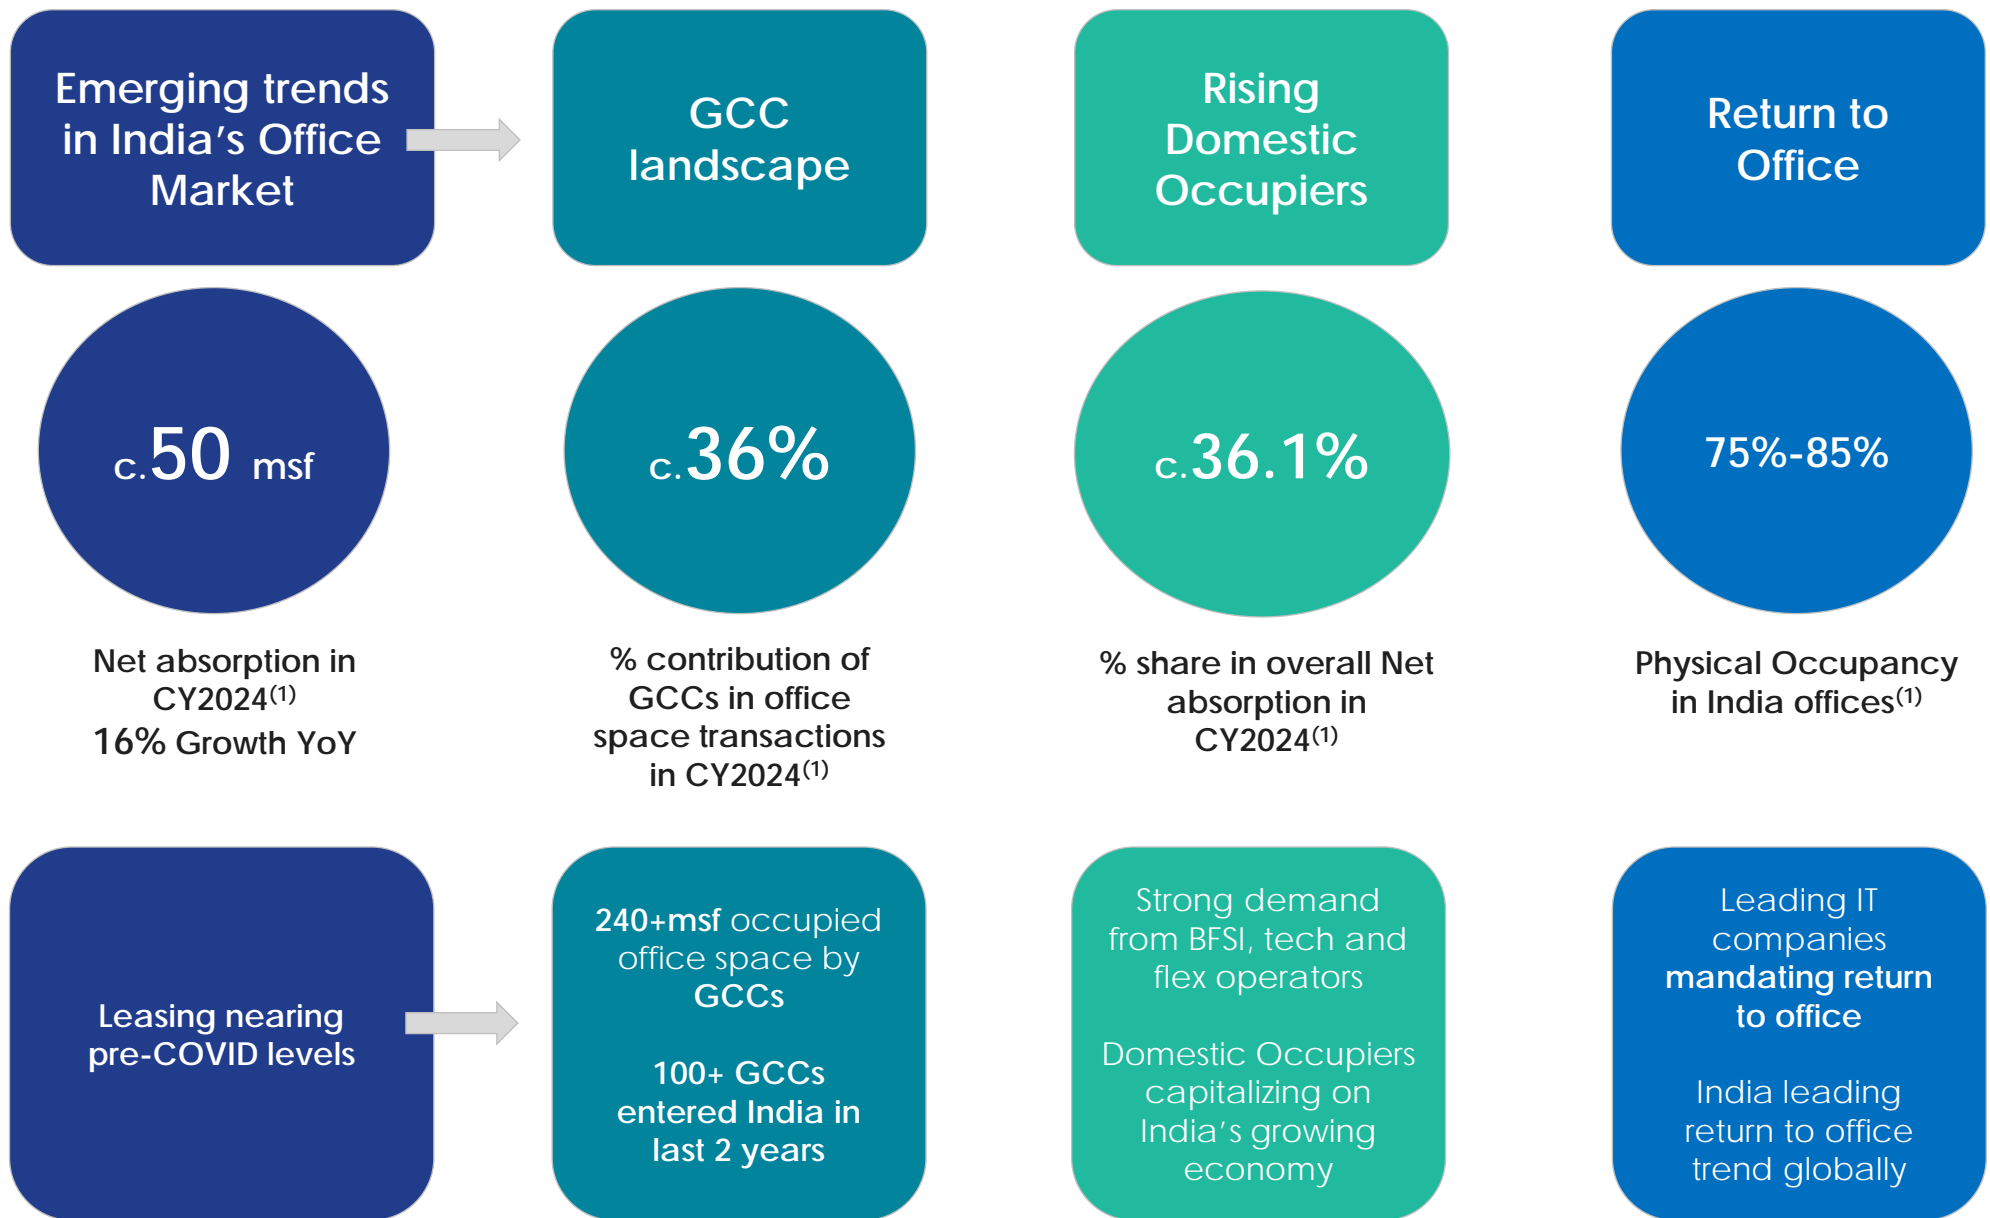 Emerging trends
in India's Office
Market
GCC
landscape
Rising
Domestic
Occupiers
Return to
Office
c.50 msf
c.36%
c.36.1%
75%-85%
Net absorption in
CY2024(1)
16% Growth YoY
% contribution of
GCCs in office
space transactions
in CY2024(1)
% share in overall Net
absorption in
CY2024(1)
Physical Occupancy
in India offices(1)
Leasing nearing
pre-COVID levels
240+msf occupied
office space by
GCCs
100+ GCCs
entered India in
last 2 years
Strong demand
from BFSI, tech and
flex operators
Domestic Occupiers
capitalizing on
India's growing
economy
Leading IT
companies
mandating return
to office
India leading
return to office
trend globally